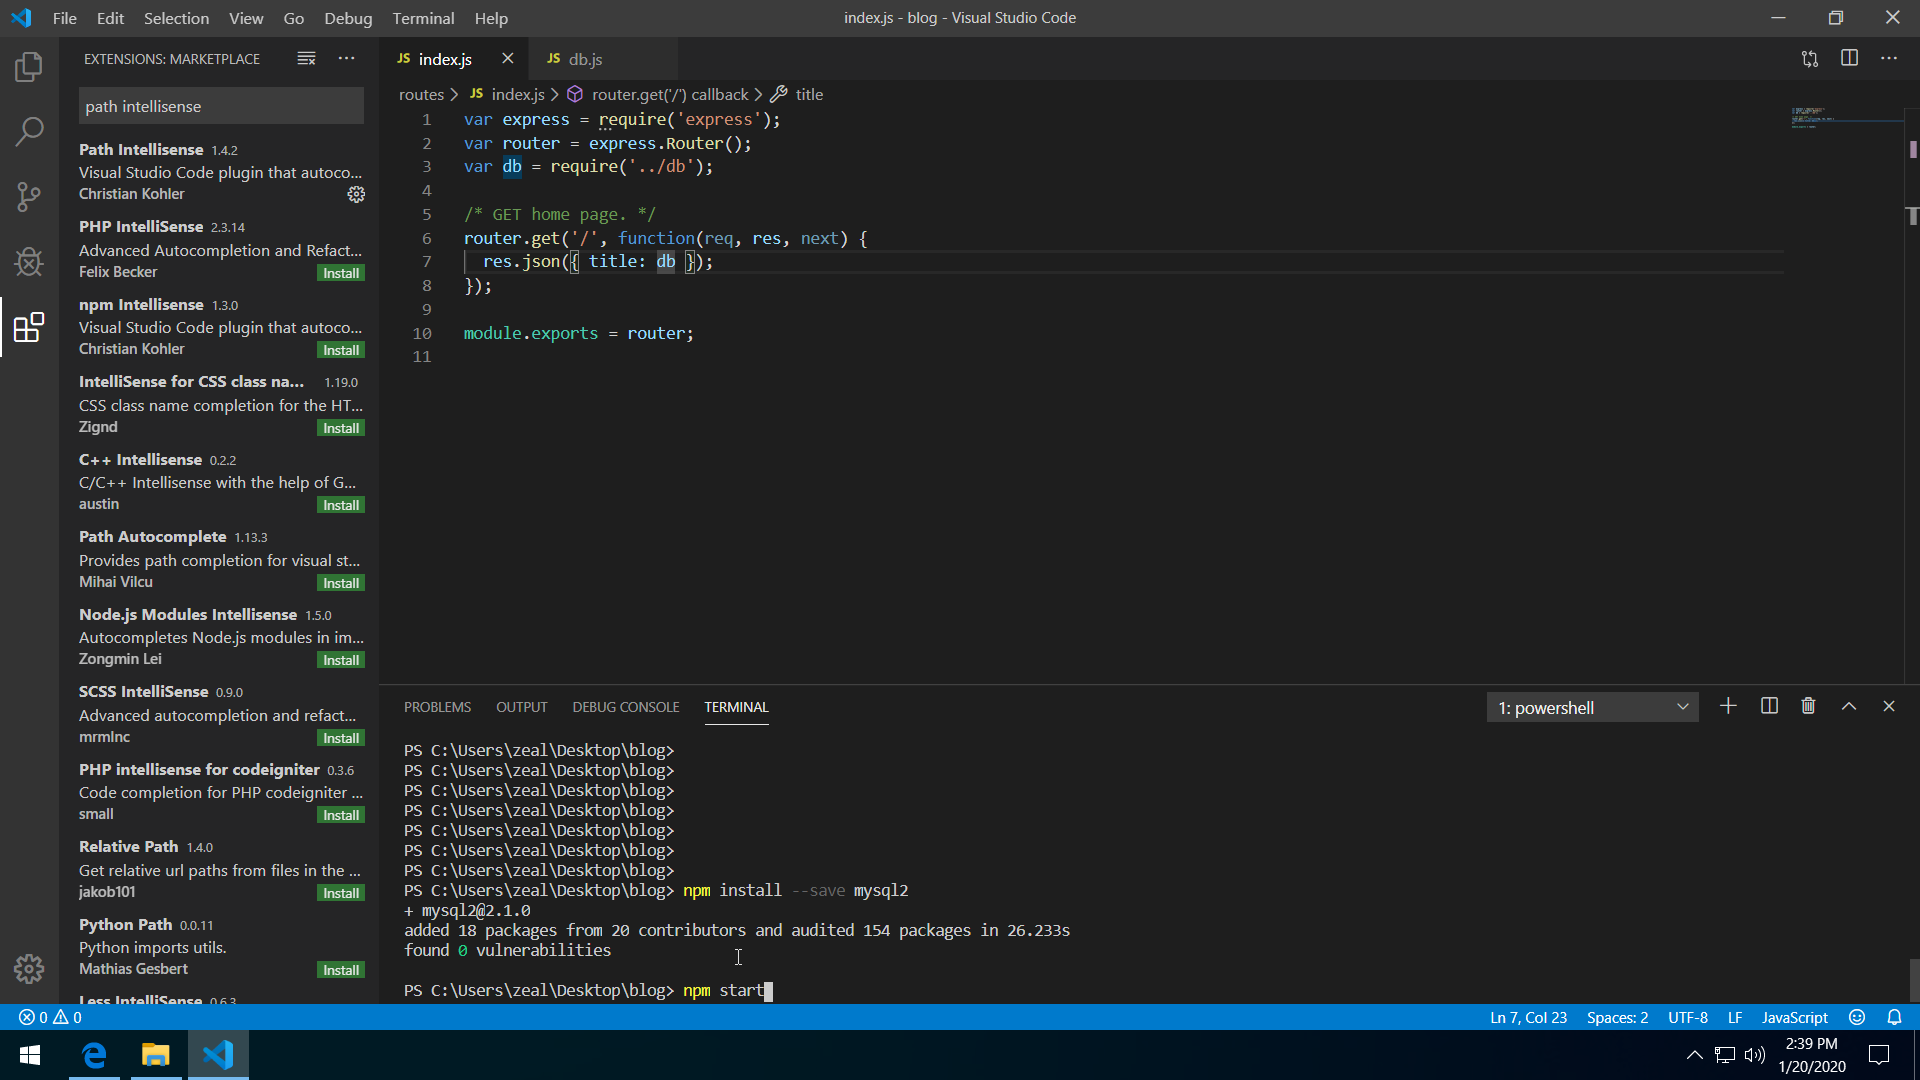 File Edit Selection View Go Debug Terminal Help
index.js - blog - Visual Studio Code
EXTENSIONS: MARKETPLACE
path intellisense
Path Intellisense 1.4.2
Visual Studio Code plugin that autoco...
Christian Kohler
PHP IntelliSense 2.3.14
Advanced Autocompletion and Refact...
Felix Becker Install
npm Intellisense 1.3.0
Visual Studio Code plugin that autoco...
Christian Kohler Install
IntelliSense for CSS class na... 1.19.0
CSS class name completion for the HT...
Zignd Install
C++ Intellisense 0.2.2
C/C++ Intellisense with the help of G...
austin Install
Path Autocomplete 1.13.3
Provides path completion for visual st...
Mihai Vilcu Install
Node.js Modules Intellisense 1.5.0
Autocompletes Node.js modules in im...
Zongmin Lei Install
SCSS IntelliSense 0.9.0
Advanced autocompletion and refact...
mrmlnc Install
PHP intellisense for codeigniter 0.3.6
Code completion for PHP codeigniter ...
small Install
Relative Path 1.4.0
Get relative url paths from files in the ...
jakob101 Install
Python Path 0.0.11
Python imports utils.
Mathias Gesbert Install
Less IntelliSense 0.6.3
JS index.js JS db.js
routes > JS index.js > router.get('/') callback > title
1 var express = require('express');
2 var router = express.Router();
3 var db = require('../db');
4
5 /* GET home page. */
6 router.get('/', function(req, res, next) {
7 res.json({ title: db });
8 });
9
10 module.exports = router;
11
PROBLEMS OUTPUT DEBUG CONSOLE TERMINAL
1: powershell
PS C:\Users\zeal\Desktop\blog>
PS C:\Users\zeal\Desktop\blog>
PS C:\Users\zeal\Desktop\blog>
PS C:\Users\zeal\Desktop\blog>
PS C:\Users\zeal\Desktop\blog>
PS C:\Users\zeal\Desktop\blog>
PS C:\Users\zeal\Desktop\blog>
PS C:\Users\zeal\Desktop\blog> npm install --save mysql2
+ mysql2@2.1.0
added 18 packages from 20 contributors and audited 154 packages in 26.233s
found 0 vulnerabilities
PS C:\Users\zeal\Desktop\blog> npm start
0 0
Ln 7, Col 23 Spaces: 2 UTF-8 LF JavaScript
2:39 PM
1/20/2020